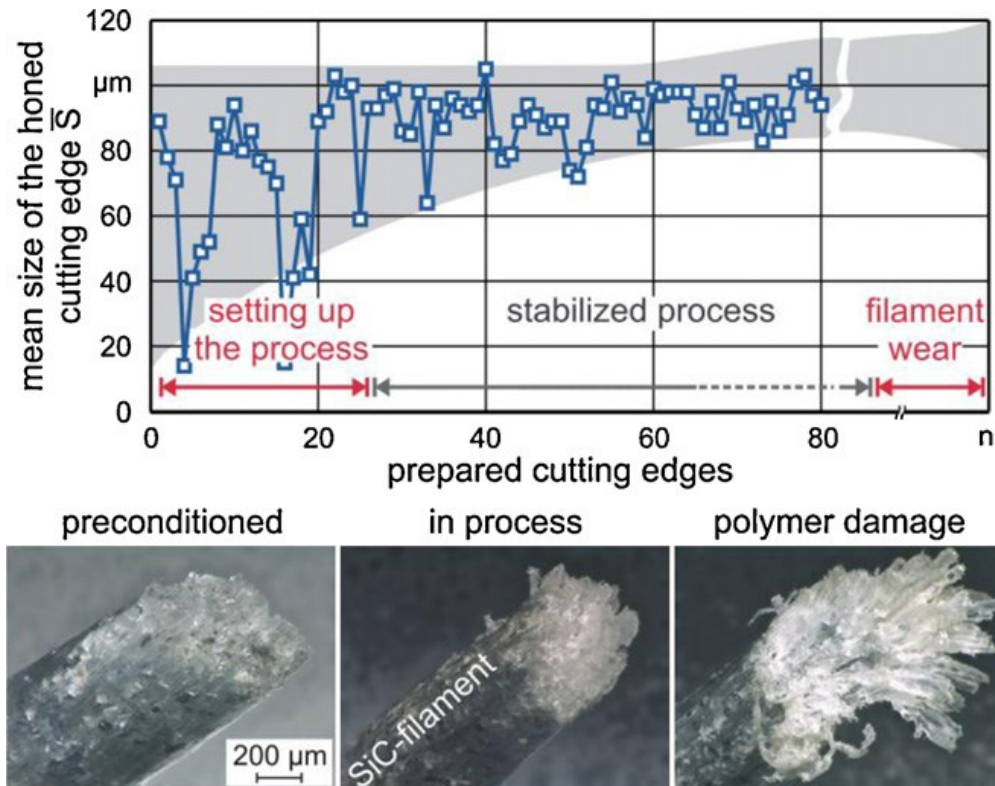 mean size of the honed
cutting edge S̅
120
µm
80
60
40
20
0
setting up
the process
stabilized process
filament
wear
0 20 40 60 80 n
prepared cutting edges
preconditioned in process polymer damage
200 µm
SiC-filament